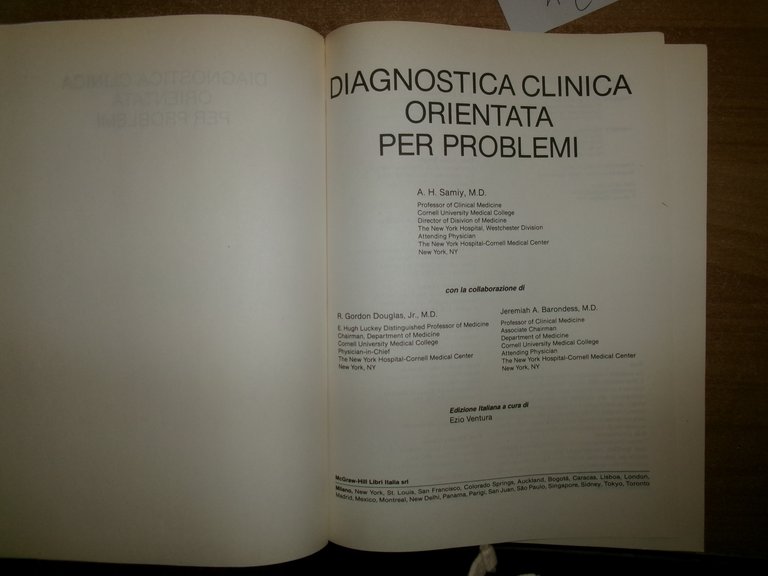 DIAGNOSTICA CLINICA
ORIENTATA
PER PROBLEMI
A. H. Samiy, M.D.
Professor of Clinical Medicine
Cornell University Medical College
Director of Disivion of Medicine
The New York Hospital, Westchester Division
Attending Physician
The New York Hospital-Cornell Medical Center
New York, NY
con la collaborazione di
R. Gordon Douglas, Jr., M.D.
E. Hugh Luckey Distinguished Professor of Medicine
Chairman, Department of Medicine
Cornell University Medical College
Physician-in-Chief
The New York Hospital-Cornell Medical Center
New York, NY
Jeremiah A. Barondess, M.D.
Professor of Clinical Medicine
Associate Chairman
Department of Medicine
Cornell University Medical College
Attending Physician
The New York Hospital-Cornell Medical Center
New York, NY
Edizione Italiana a cura di
Ezio Ventura
McGraw-Hill Libri Italia srl
Milano, New York, St. Louis, San Francisco, Colorado Springs, Auckland, Bogotá, Caracas, Lisboa, London,
Madrid, Mexico, Montreal, New Delhi, Panama, Parigi, San Juan, São Paulo, Singapore, Sidney, Tokyo, Toronto